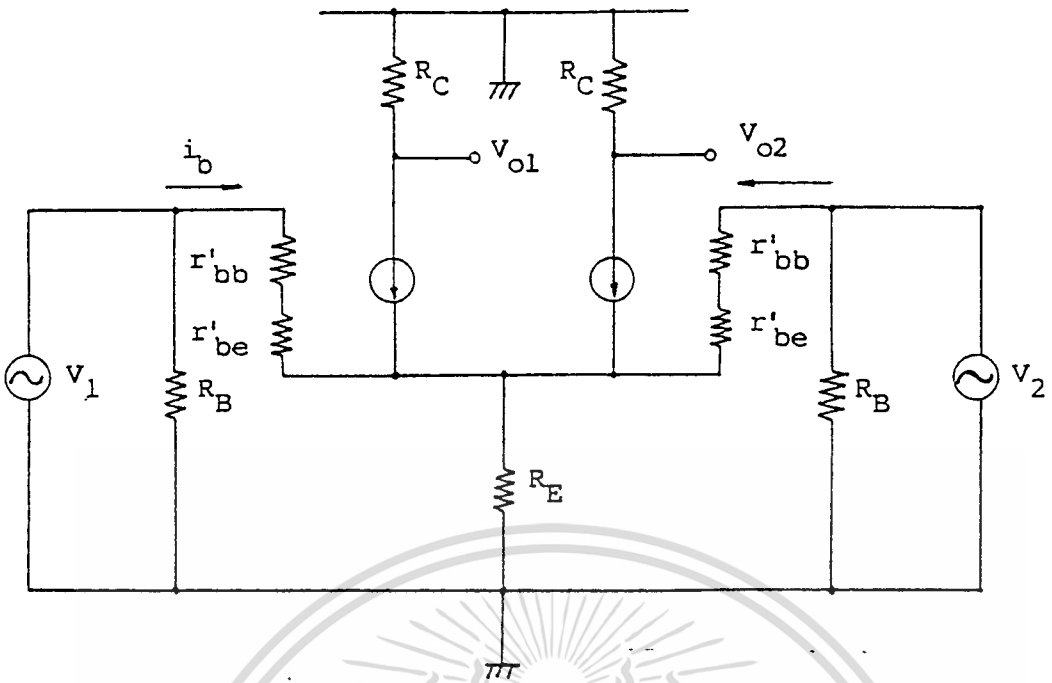 R_C
R_C
V_o1
V_o2
i_b
r'_bb
r'_be
r'_bb
r'_be
V_1
R_B
R_B
V_2
R_E